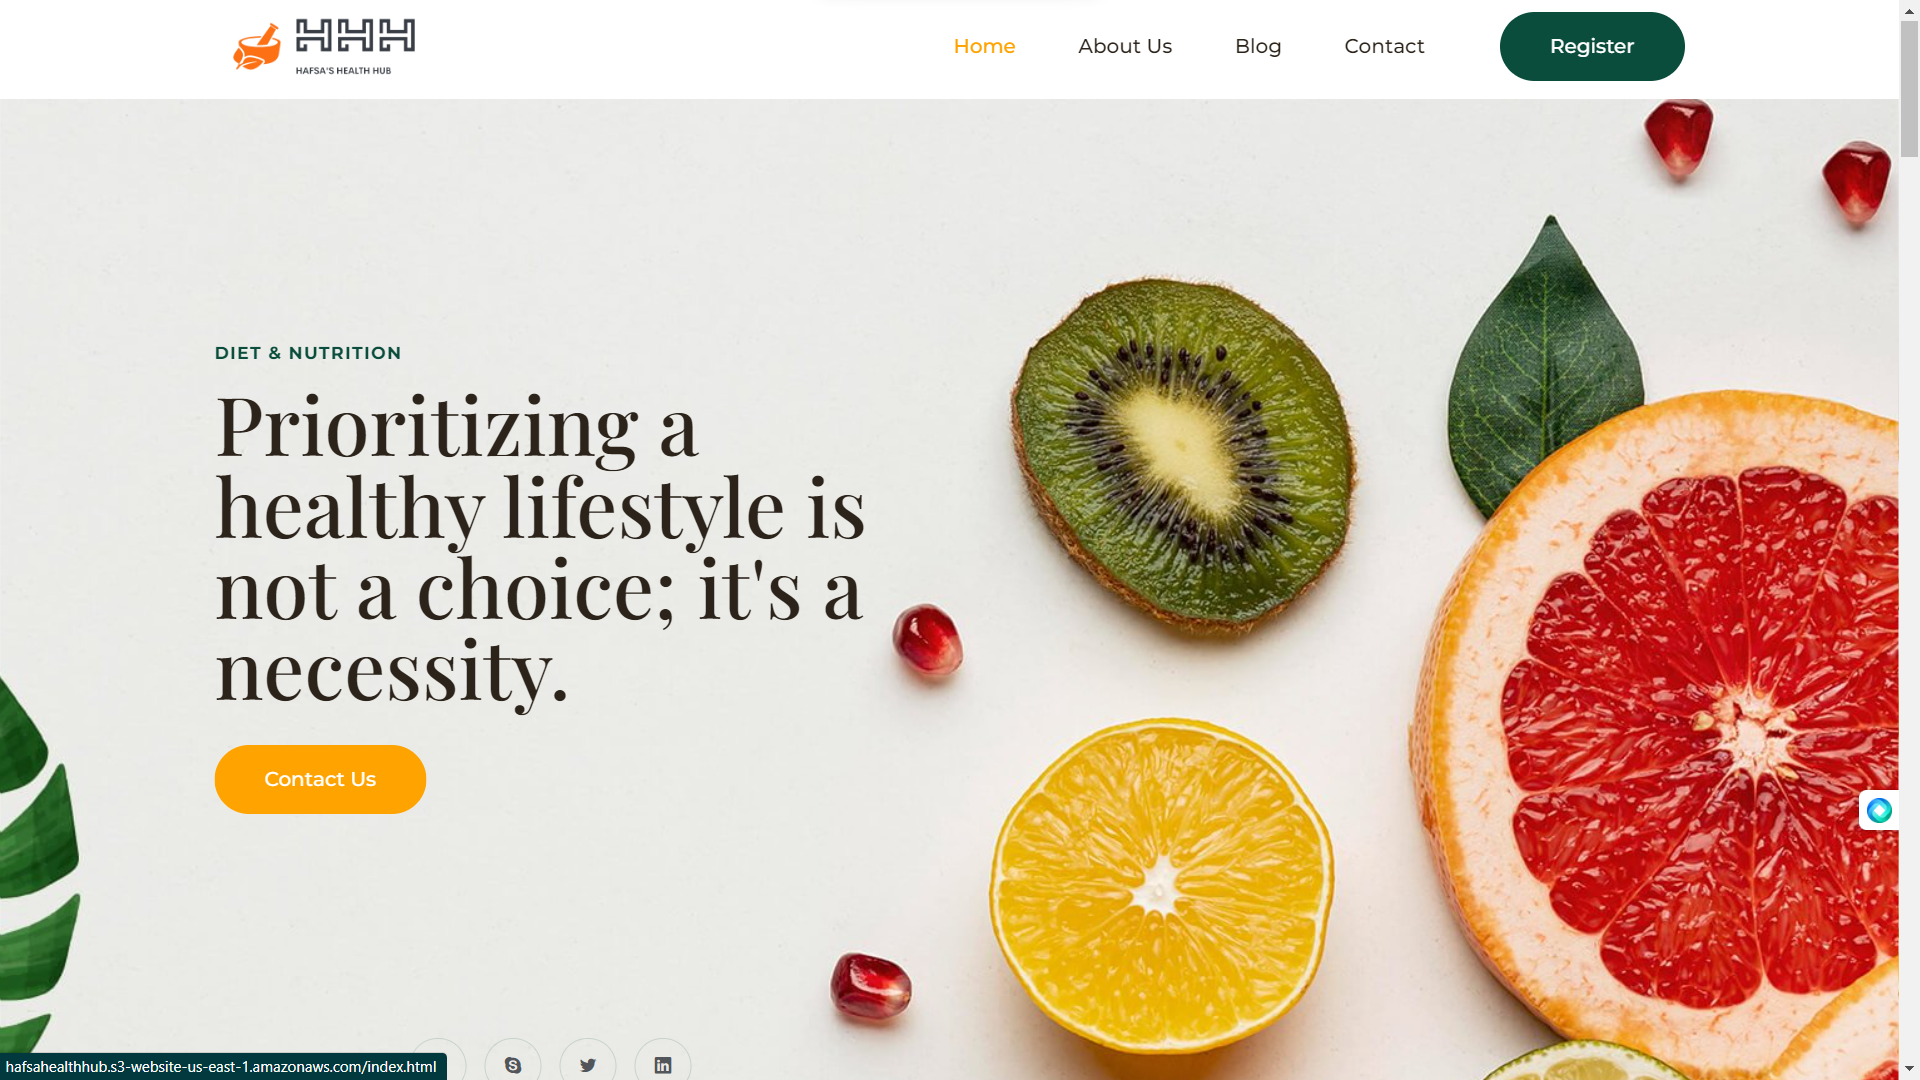 HHH
HAFSA'S HEALTH HUB
Home
About Us
Blog
Contact
Register
DIET & NUTRITION
Prioritizing a
healthy lifestyle is
not a choice; it's a
necessity.
Contact Us
hafsahealthhub.s3-website-us-east-1.amazonaws.com/index.html